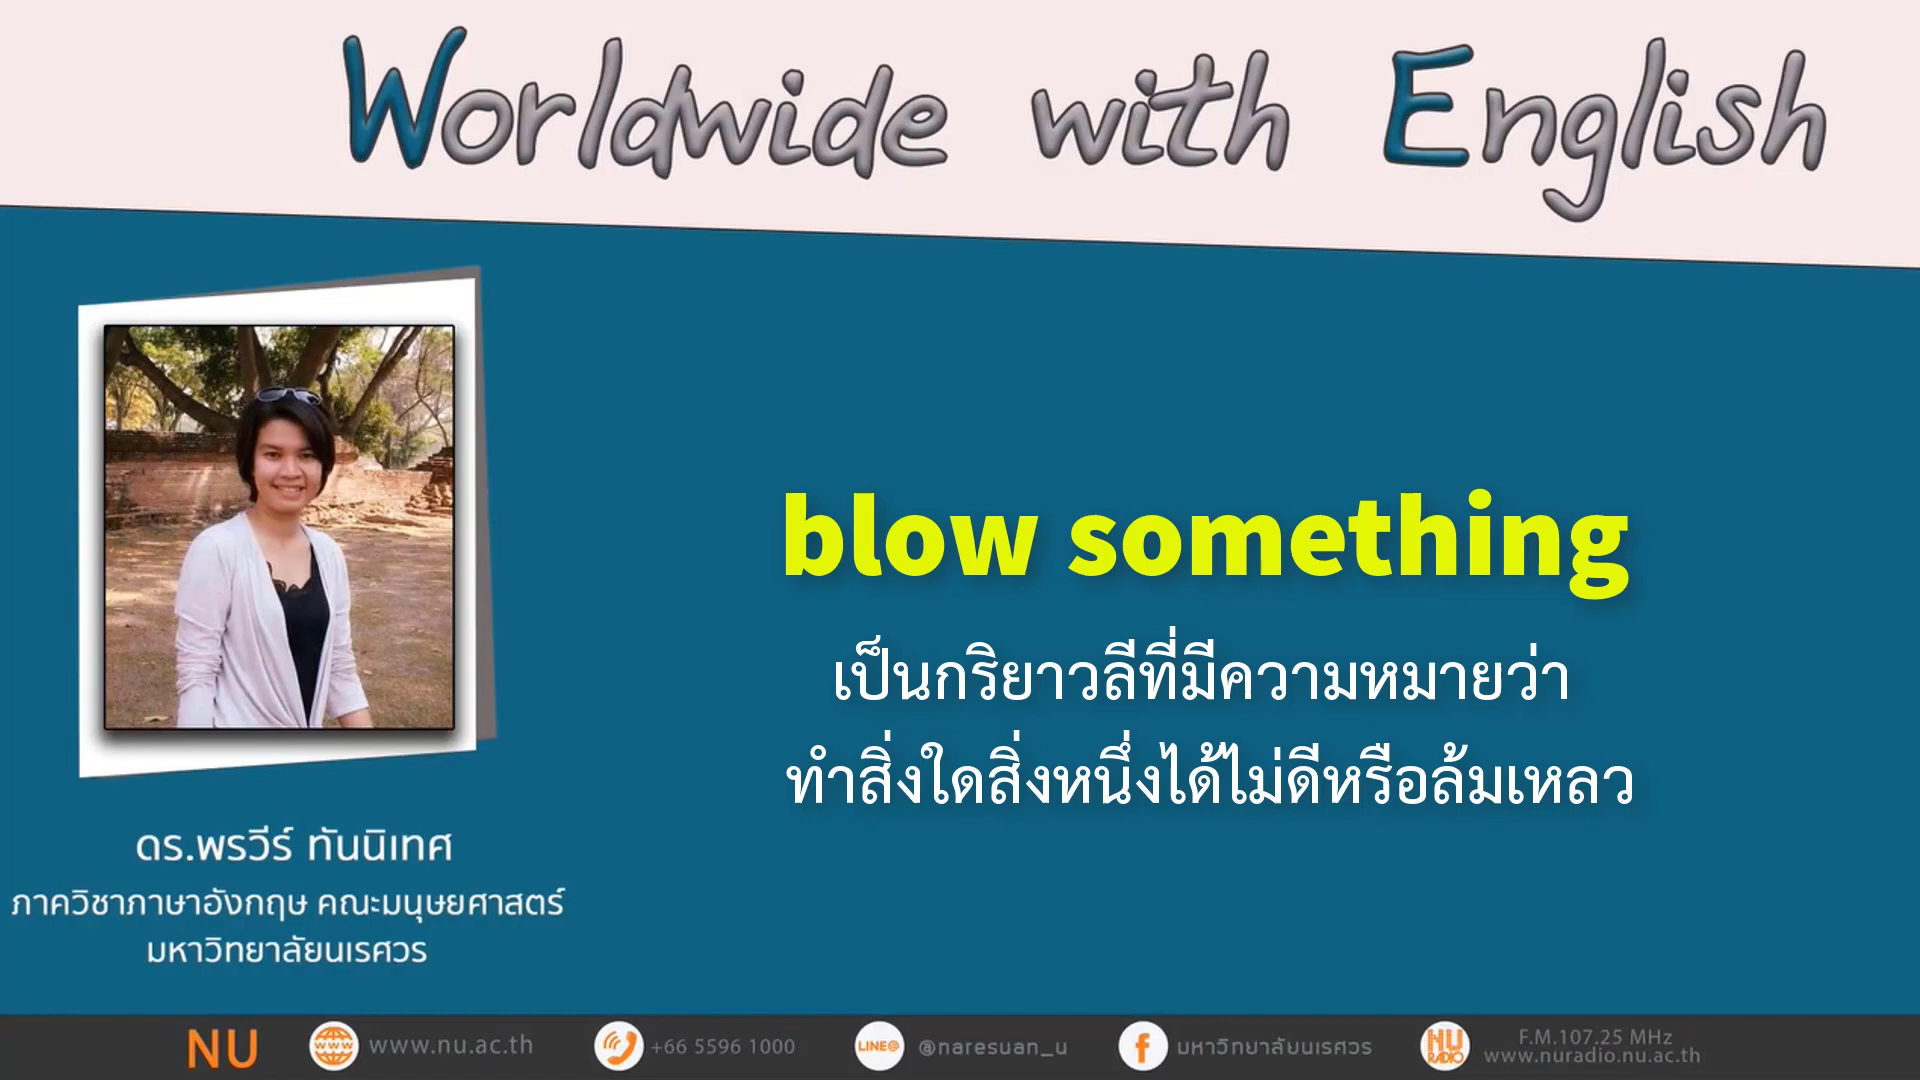 Worldwide with English
blow something
เป็นกริยาวลีที่มีความหมายว่า
ทำสิ่งใดสิ่งหนึ่งได้ไม่ดีหรือล้มเหลว
ดร.พรวีร์ ทันนิเทศ
ภาควิชาภาษาอังกฤษ คณะมนุษยศาสตร์
มหาวิทยาลัยนเรศวร
NU
www
www.nu.ac.th
+66 5596 1000
LINE@
@naresuan_u
f
มหาวิทยาลัยนเรศวร
NU
RADIO
F.M.107.25 MHz
www.nuradio.nu.ac.th